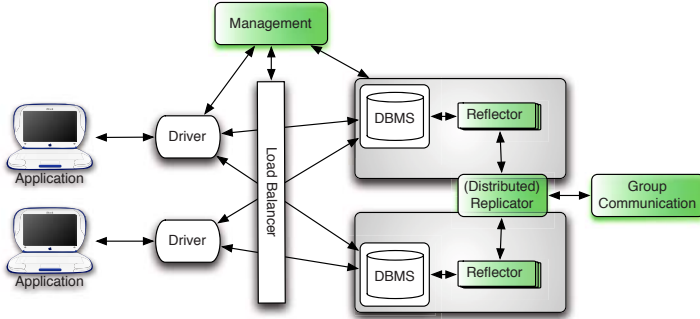 Management
DBMS
Reflector
Driver
Application
Load Balancer
(Distributed)
Replicator
Group
Communication
Driver
Application
DBMS
Reflector